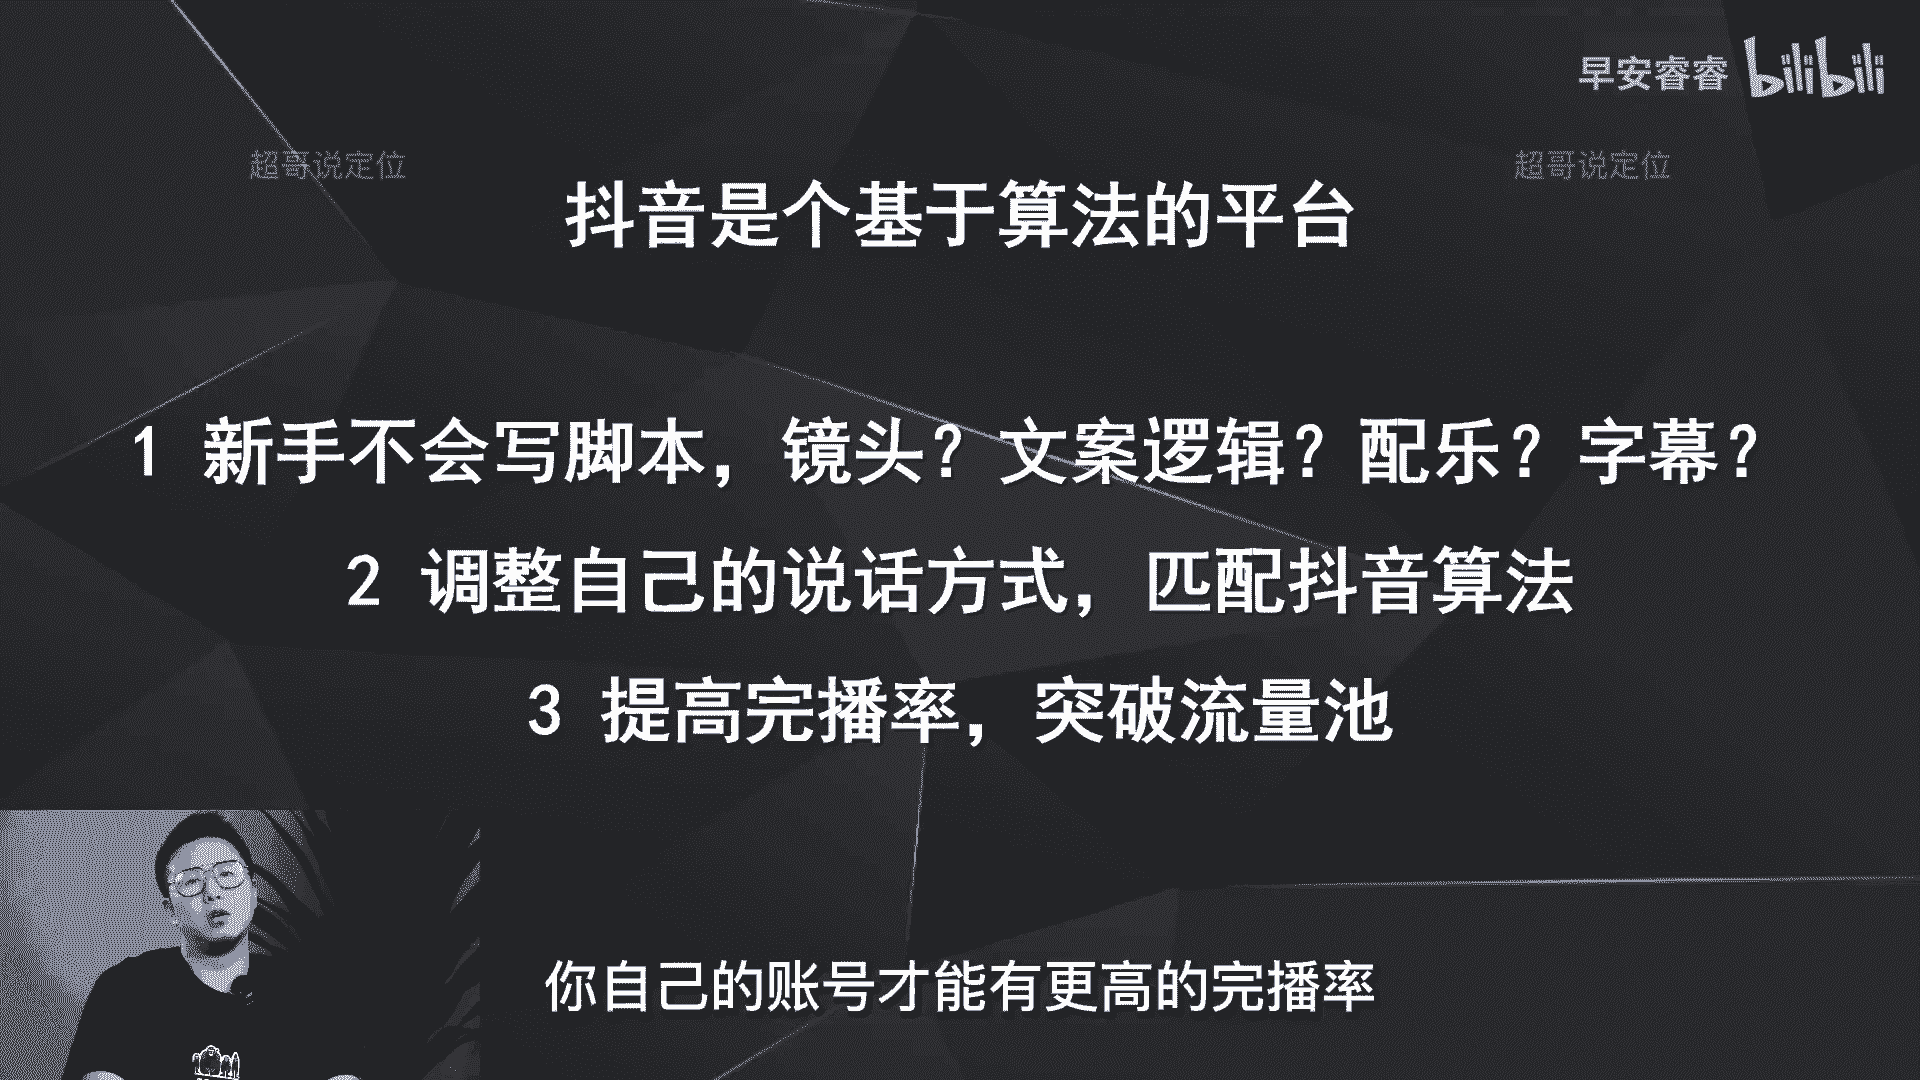 早安睿睿 bilibili
超哥说定位 超哥说定位
抖音是个基于算法的平台
1 新手不会写脚本，镜头？文案逻辑？配乐？字幕？
2 调整自己的说话方式，匹配抖音算法
3 提高完播率，突破流量池
你自己的账号才能有更高的完播率